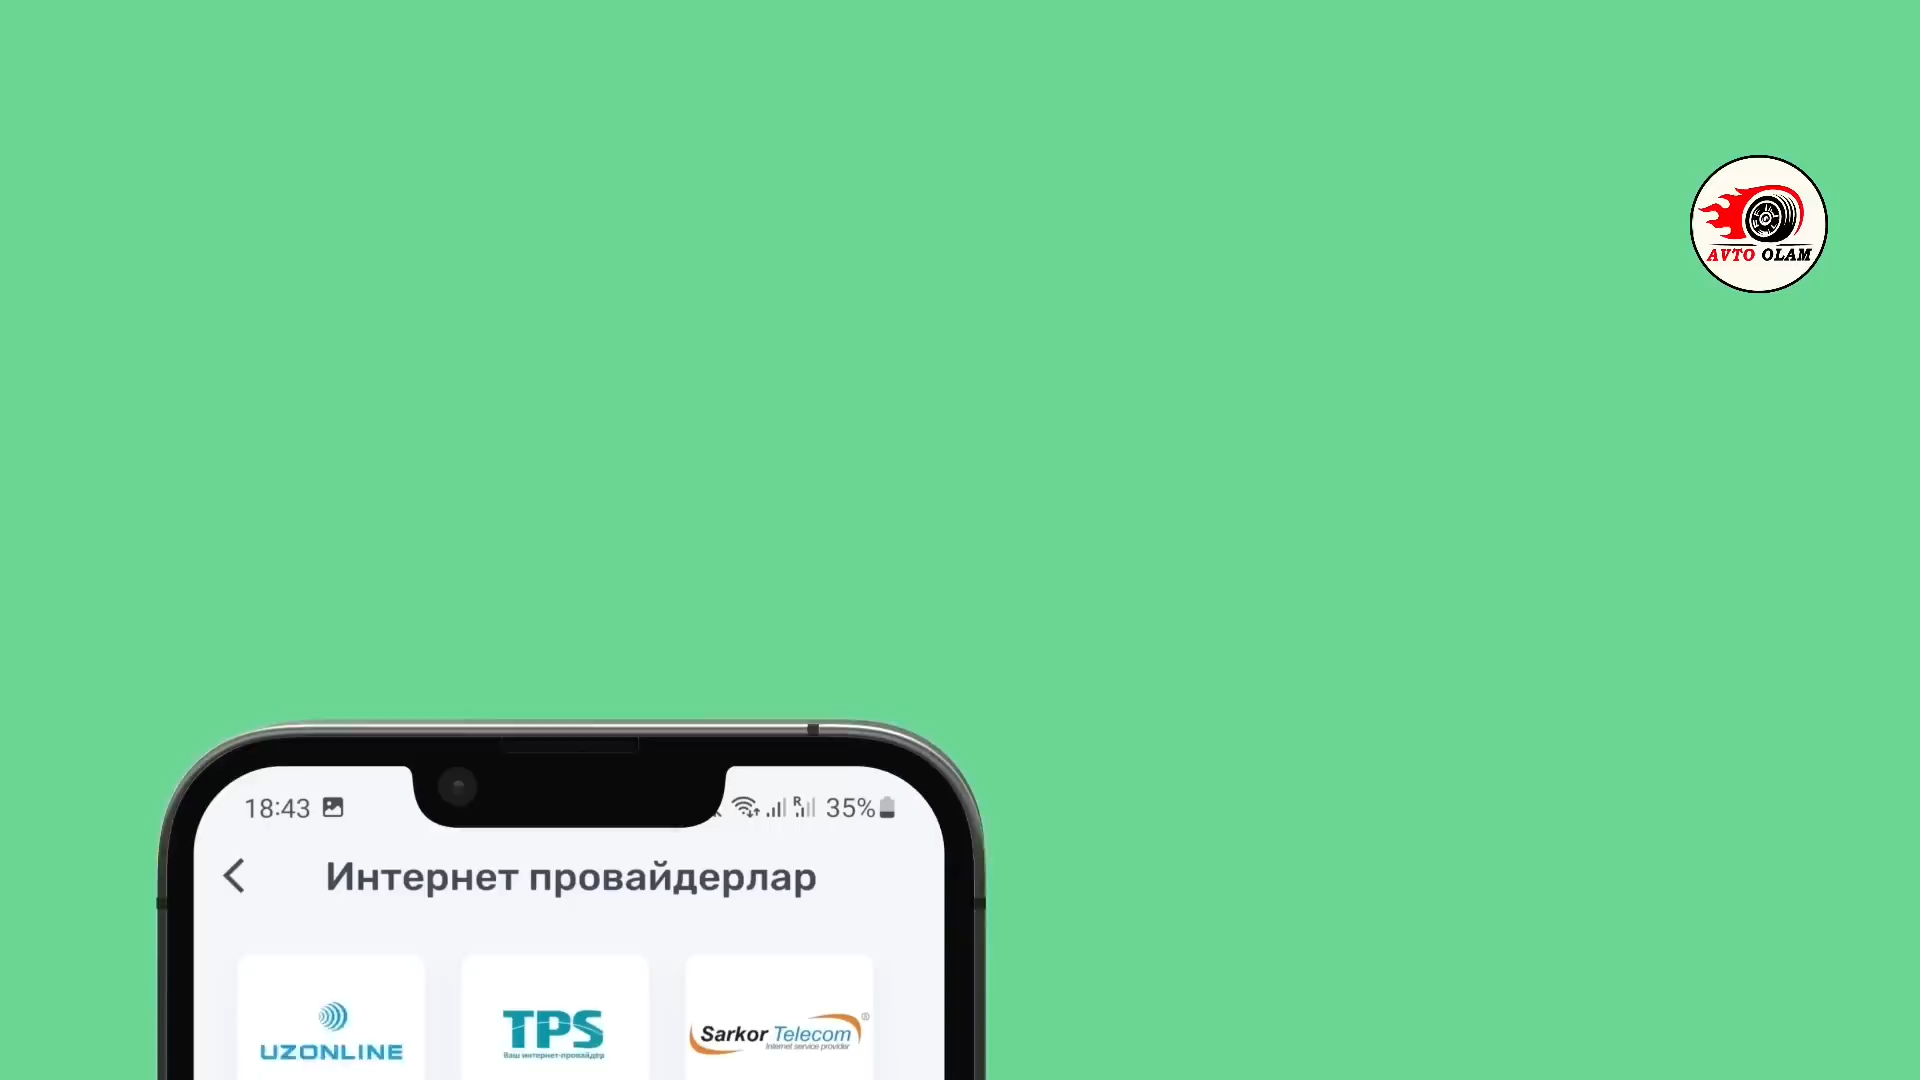 AVTO OLAM
18:43
R
35%
Интернет провайдерлар
UZONLINE
TPS
Ваш интернет-провайдер
Sarkor Telecom ®
Internet service provider